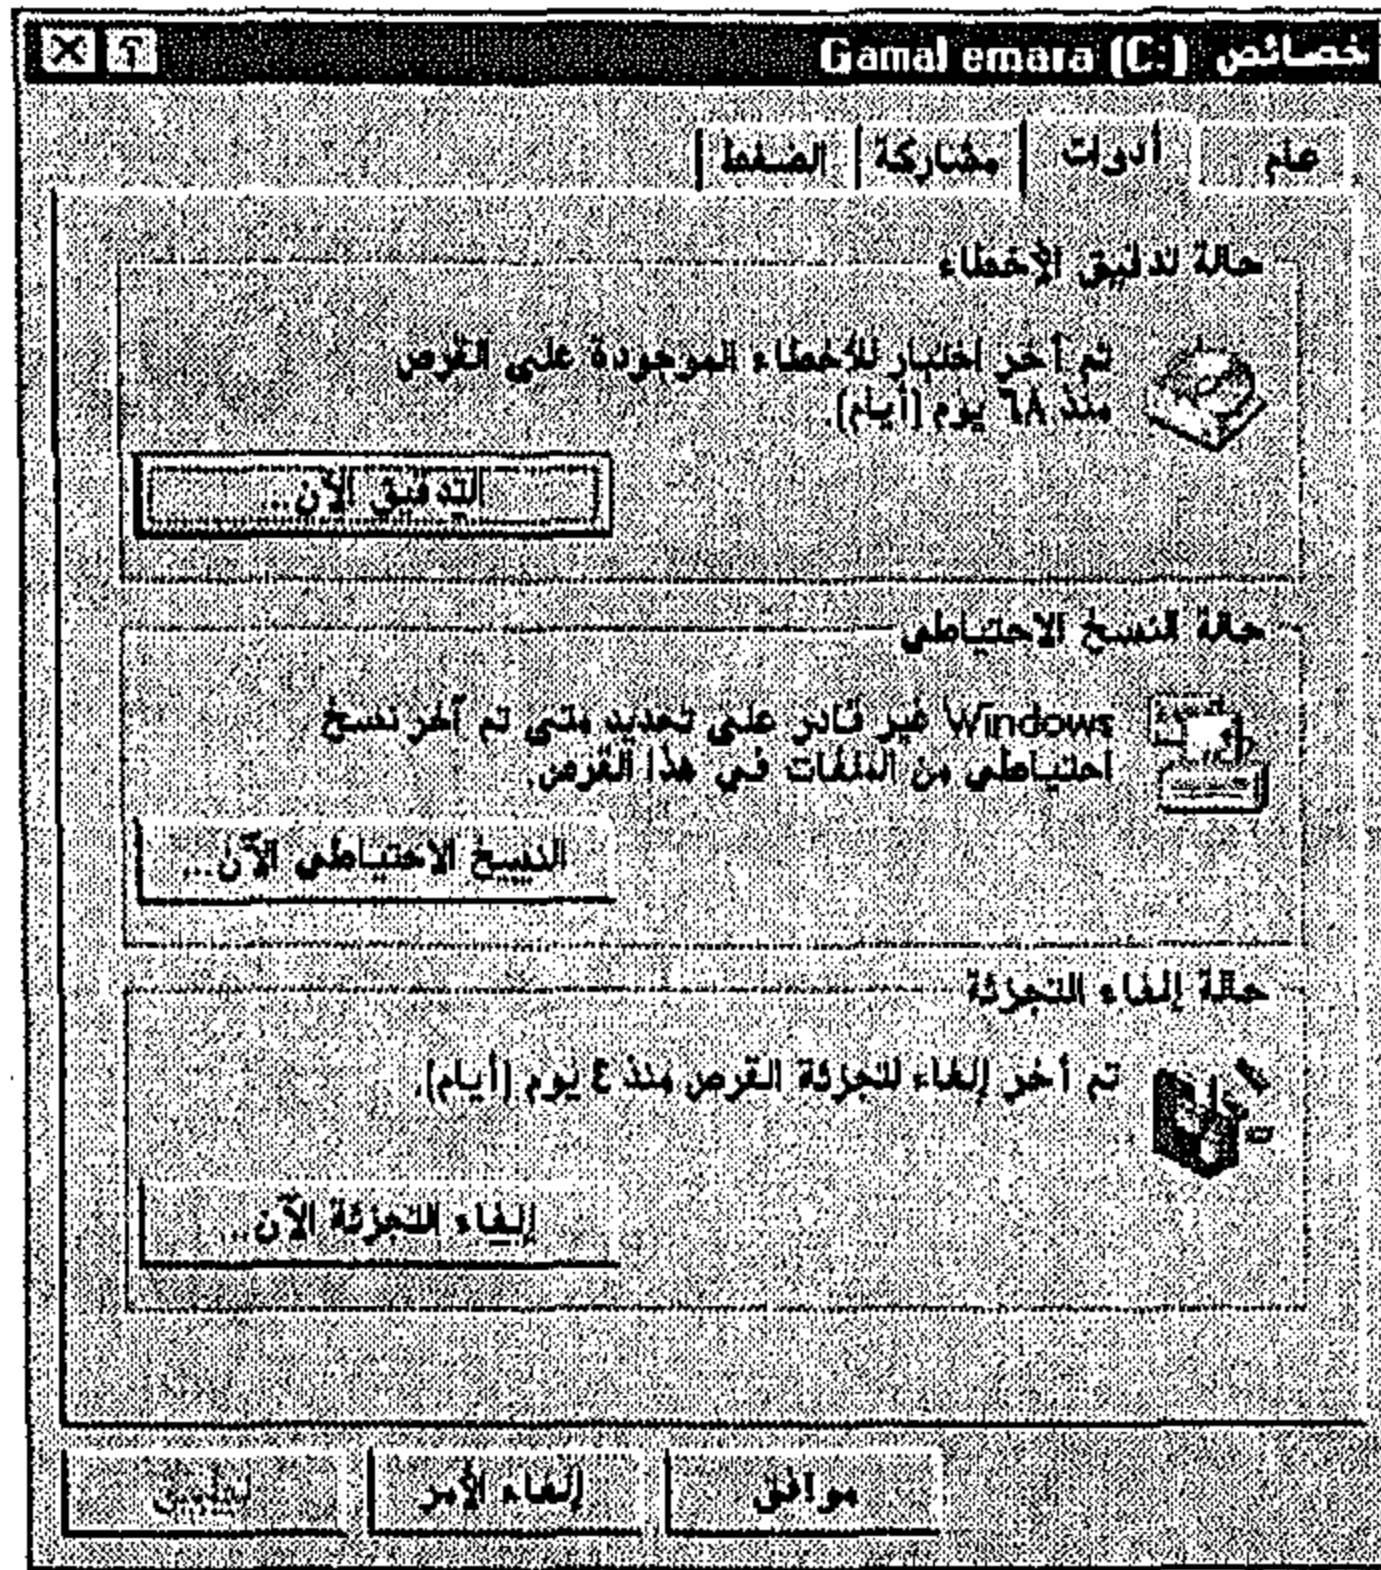 خصائص Gamal emara (C:)
عام
أدوات
مشاركة
الضغط
حالة تدقيق الأخطاء
تم آخر اختبار للأخطاء الموجودة على القرص
منذ ٦٨ يوم (أيام).
التدقيق الآن..
حالة النسخ الاحتياطي
Windows غير قادر على تحديد متى تم آخر نسخ
احتياطي من الملفات في هذا القرص.
النسخ الاحتياطي الآن...
حالة إلغاء التجزئة
تم أخر إلغاء لتجزئة القرص منذ ٤ يوم (أيام).
إلغاء التجزئة الآن...
موافق
إلغاء الأمر
تطبيق